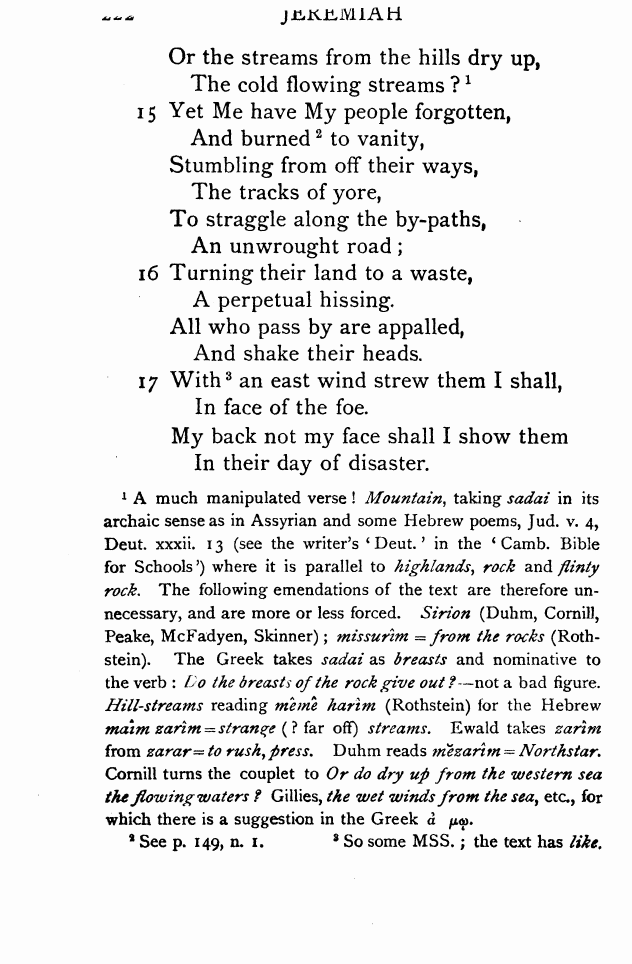 222 JEREMIAH
Or the streams from the hills dry up,
The cold flowing streams ? ¹
15 Yet Me have My people forgotten,
And burned ² to vanity,
Stumbling from off their ways,
The tracks of yore,
To straggle along the by-paths,
An unwrought road ;
16 Turning their land to a waste,
A perpetual hissing.
All who pass by are appalled,
And shake their heads.
17 With ³ an east wind strew them I shall,
In face of the foe.
My back not my face shall I show them
In their day of disaster.
¹ A much manipulated verse ! Mountain, taking sadai in its
archaic sense as in Assyrian and some Hebrew poems, Jud. v. 4,
Deut. xxxii. 13 (see the writer's ‘ Deut. ’ in the ‘ Camb. Bible
for Schools ’) where it is parallel to highlands, rock and flinty
rock. The following emendations of the text are therefore un-
necessary, and are more or less forced. Sirion (Duhm, Cornill,
Peake, McFadyen, Skinner) ; missurîm = from the rocks (Roth-
stein). The Greek takes sadai as breasts and nominative to
the verb : Do the breasts of the rock give out ?—not a bad figure.
Hill-streams reading mêmê harîm (Rothstein) for the Hebrew
maîm zarîm = strange ( ? far off) streams. Ewald takes zarîm
from zarar = to rush, press. Duhm reads mĕzarîm = Northstar.
Cornill turns the couplet to Or do dry up from the western sea
the flowing waters ? Gillies, the wet winds from the sea, etc., for
which there is a suggestion in the Greek
² See p. 149, n. 1. ³ So some MSS. ; the text has like.